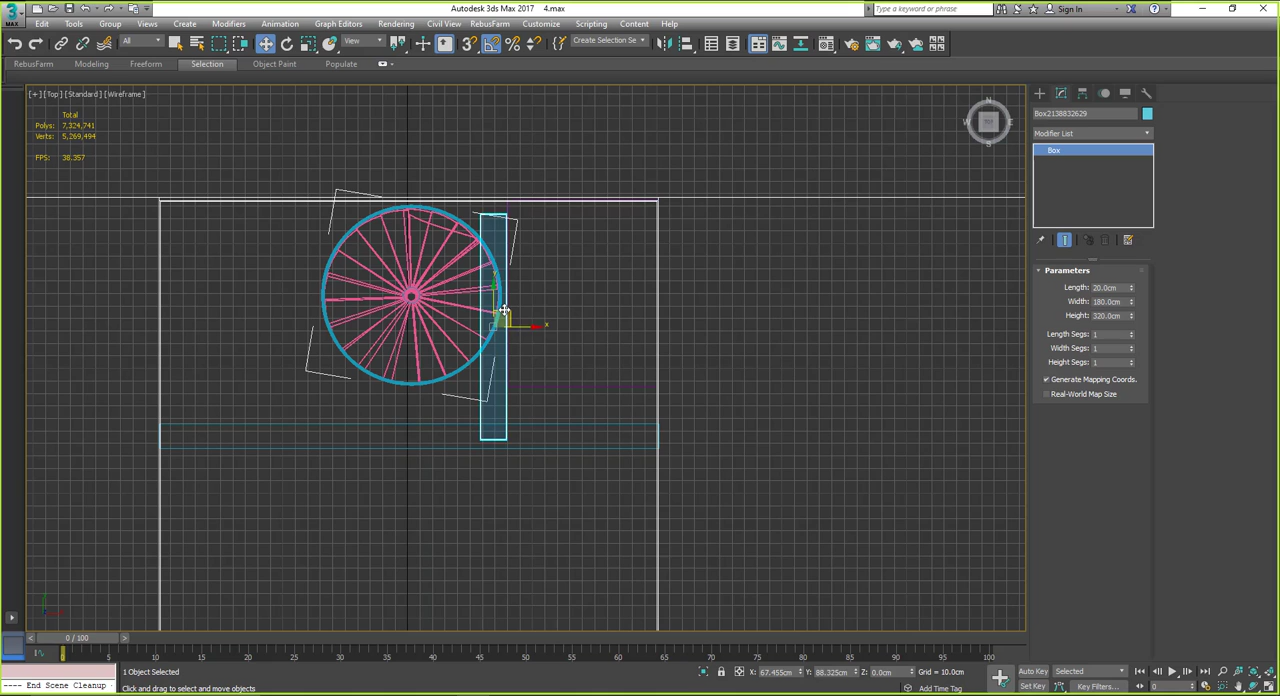 Autodesk 3ds Max 2017    4.max
Type a keyword or phrase
Sign In
3 MAX
Edit Tools Group Views Create Modifiers Animation Graph Editors Rendering Civil View RebusFarm Customize Scripting Content Help
All
View
Create Selection Se
RebusFarm Modeling Freeform Selection Object Paint Populate
[+] [Top] [Standard] [Wireframe]
Total
Polys: 7,324,741
Verts: 5,269,494
FPS: 38.357
N
W TOP E
S
y
x
Box2138832629
Modifier List
Box
Parameters
Length: 20.0cm
Width: 180.0cm
Height: 320.0cm
Length Segs: 1
Width Segs: 1
Height Segs: 1
Generate Mapping Coords.
Real-World Map Size
0 / 100
0 5 10 15 20 25 30 35 40 45 50 55 60 65 70 75 80 85 90 95 100
1 Object Selected
X: 67.455cm Y: 88.325cm Z: 0.0cm Grid = 10.0cm
Auto Key Selected
---- End Scene Cleanup -
Click and drag to select and move objects
Add Time Tag
Set Key Key Filters...
0